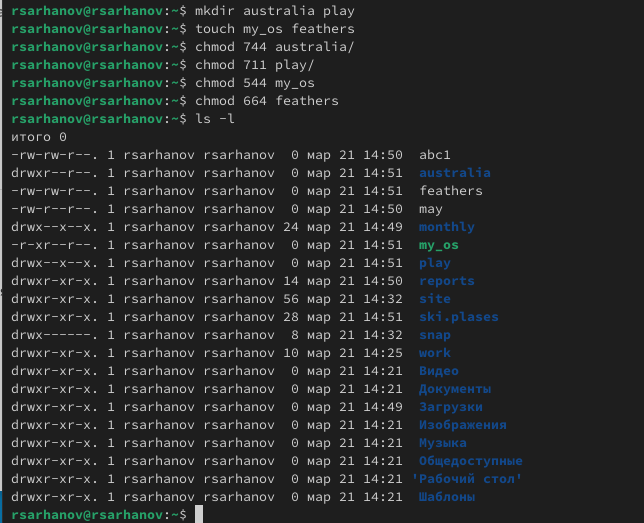 rsarhanov@rsarhanov:~$ mkdir australia play
rsarhanov@rsarhanov:~$ touch my_os feathers
rsarhanov@rsarhanov:~$ chmod 744 australia/
rsarhanov@rsarhanov:~$ chmod 711 play/
rsarhanov@rsarhanov:~$ chmod 544 my_os
rsarhanov@rsarhanov:~$ chmod 664 feathers
rsarhanov@rsarhanov:~$ ls -l
итого 0
-rw-rw-r--. 1 rsarhanov rsarhanov  0 мар 21 14:50  abc1
drwxr--r--. 1 rsarhanov rsarhanov  0 мар 21 14:51  australia
-rw-rw-r--. 1 rsarhanov rsarhanov  0 мар 21 14:51  feathers
-rw-r--r--. 1 rsarhanov rsarhanov  0 мар 21 14:50  may
drwx--x--x. 1 rsarhanov rsarhanov 24 мар 21 14:49  monthly
-r-xr--r--. 1 rsarhanov rsarhanov  0 мар 21 14:51  my_os
drwx--x--x. 1 rsarhanov rsarhanov  0 мар 21 14:51  play
drwxr-xr-x. 1 rsarhanov rsarhanov 14 мар 21 14:50  reports
drwxr-xr-x. 1 rsarhanov rsarhanov 56 мар 21 14:32  site
drwxr-xr-x. 1 rsarhanov rsarhanov 28 мар 21 14:51  ski.plases
drwx------. 1 rsarhanov rsarhanov  8 мар 21 14:32  snap
drwxr-xr-x. 1 rsarhanov rsarhanov 10 мар 21 14:25  work
drwxr-xr-x. 1 rsarhanov rsarhanov  0 мар 21 14:21  Видео
drwxr-xr-x. 1 rsarhanov rsarhanov  0 мар 21 14:21  Документы
drwxr-xr-x. 1 rsarhanov rsarhanov  0 мар 21 14:49  Загрузки
drwxr-xr-x. 1 rsarhanov rsarhanov  0 мар 21 14:21  Изображения
drwxr-xr-x. 1 rsarhanov rsarhanov  0 мар 21 14:21  Музыка
drwxr-xr-x. 1 rsarhanov rsarhanov  0 мар 21 14:21  Общедоступные
drwxr-xr-x. 1 rsarhanov rsarhanov  0 мар 21 14:21 'Рабочий стол'
drwxr-xr-x. 1 rsarhanov rsarhanov  0 мар 21 14:21  Шаблоны
rsarhanov@rsarhanov:~$